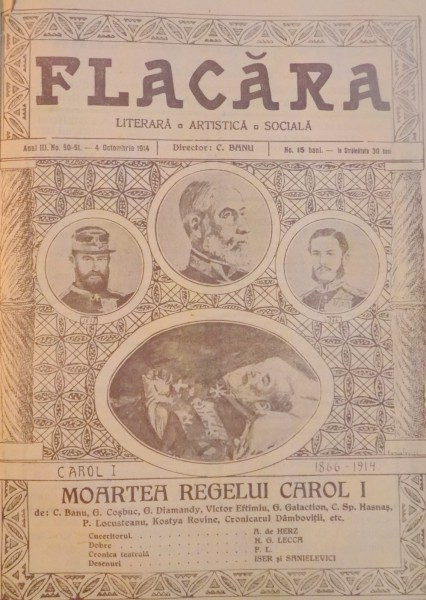 FLACĂRA
LITERARĂ ▫ ARTISTICĂ ▫ SOCIALĂ
Anul III. No. 50-51. — 4 Octombrie 1914
Director: C. BANU
No. 15 bani. — In Străinătate 30 bani
CAROL I
1866-1914
MOARTEA REGELUI CAROL I
de: C. Banu, G. Coşbuc, G. Diamandy, Victor Eftimiu, G. Galaction, C. Sp. Hasnaş,
P. Locusteanu, Kostya Rovine, Cronicarul Dâmboviţii, etc.
Cuceritorul . . . . . . . . . . A. de HERZ
Dobre . . . . . . . . . . H. G. LECCA
Cronica teatrală . . . . . . . . . . P. L.
Desenuri . . . . . . . . . . ISER şi SANIELEVICI